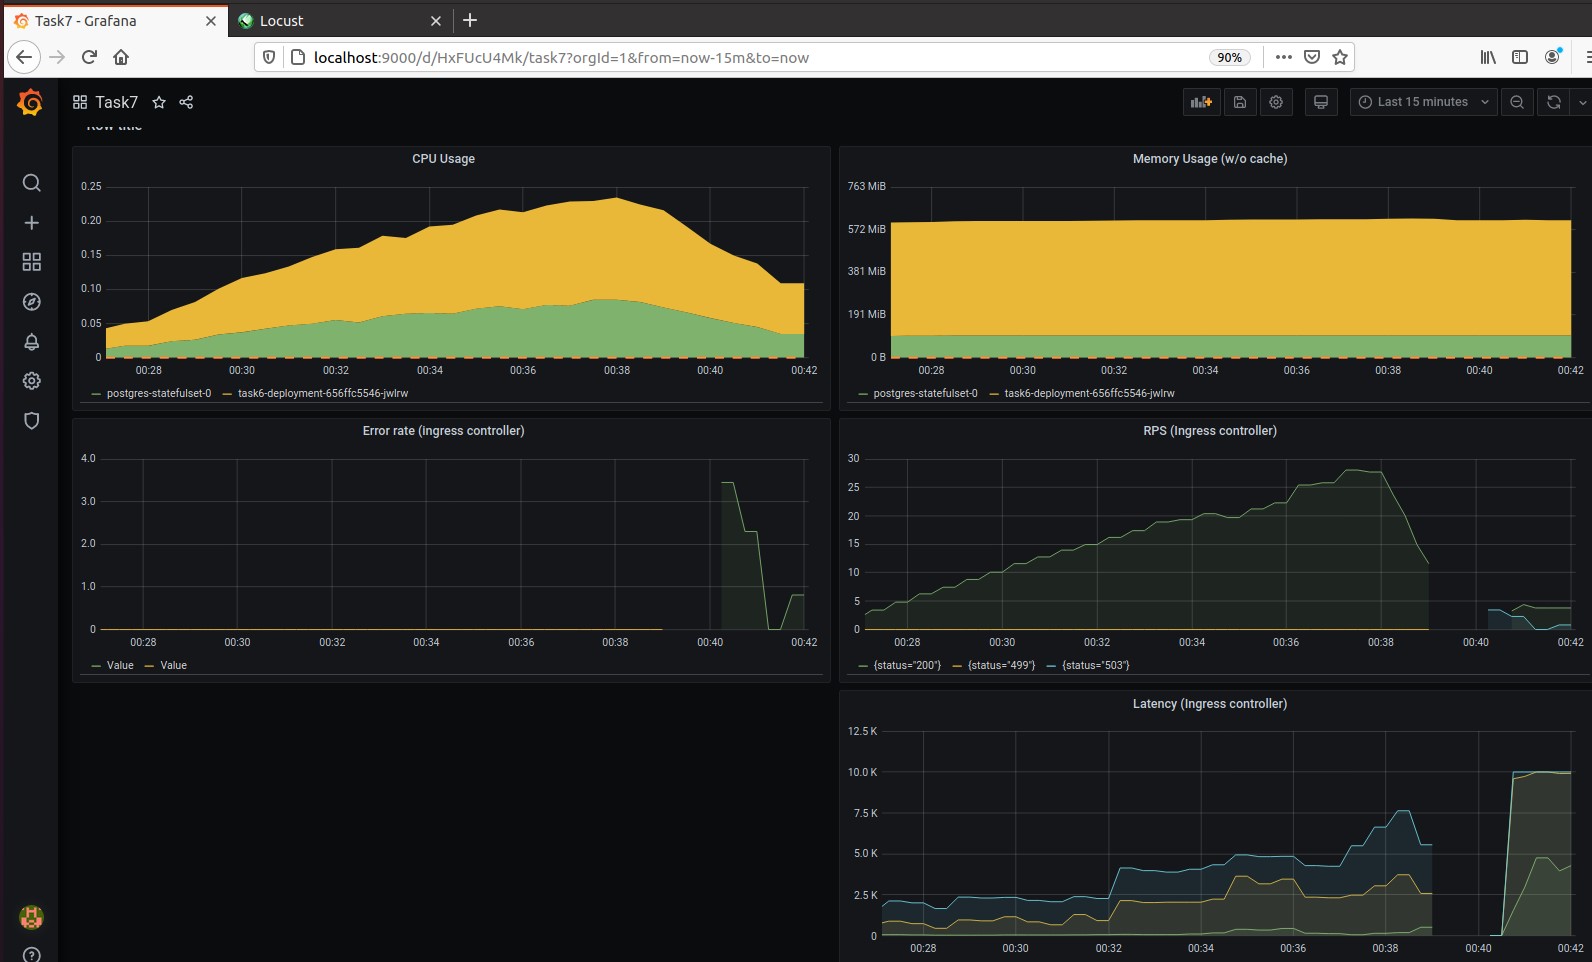 Task7 - Grafana
Locust
localhost:9000/d/HxFUcU4Mk/task7?orgId=1&from=now-15m&to=now
90%
Task7
Last 15 minutes
Row title
CPU Usage
0.25
0.20
0.15
0.10
0.05
0
00:28 00:30 00:32 00:34 00:36 00:38 00:40 00:42
postgres-statefulset-0 task6-deployment-656ffc5546-jwlrw
Memory Usage (w/o cache)
763 MiB
572 MiB
381 MiB
191 MiB
0 B
00:28 00:30 00:32 00:34 00:36 00:38 00:40 00:42
postgres-statefulset-0 task6-deployment-656ffc5546-jwlrw
Error rate (ingress controller)
4.0
3.0
2.0
1.0
0
00:28 00:30 00:32 00:34 00:36 00:38 00:40 00:42
Value Value
RPS (Ingress controller)
30
25
20
15
10
5
0
00:28 00:30 00:32 00:34 00:36 00:38 00:40 00:42
{status="200"} {status="499"} {status="503"}
Latency (Ingress controller)
12.5 K
10.0 K
7.5 K
5.0 K
2.5 K
0
00:28 00:30 00:32 00:34 00:36 00:38 00:40 00:42